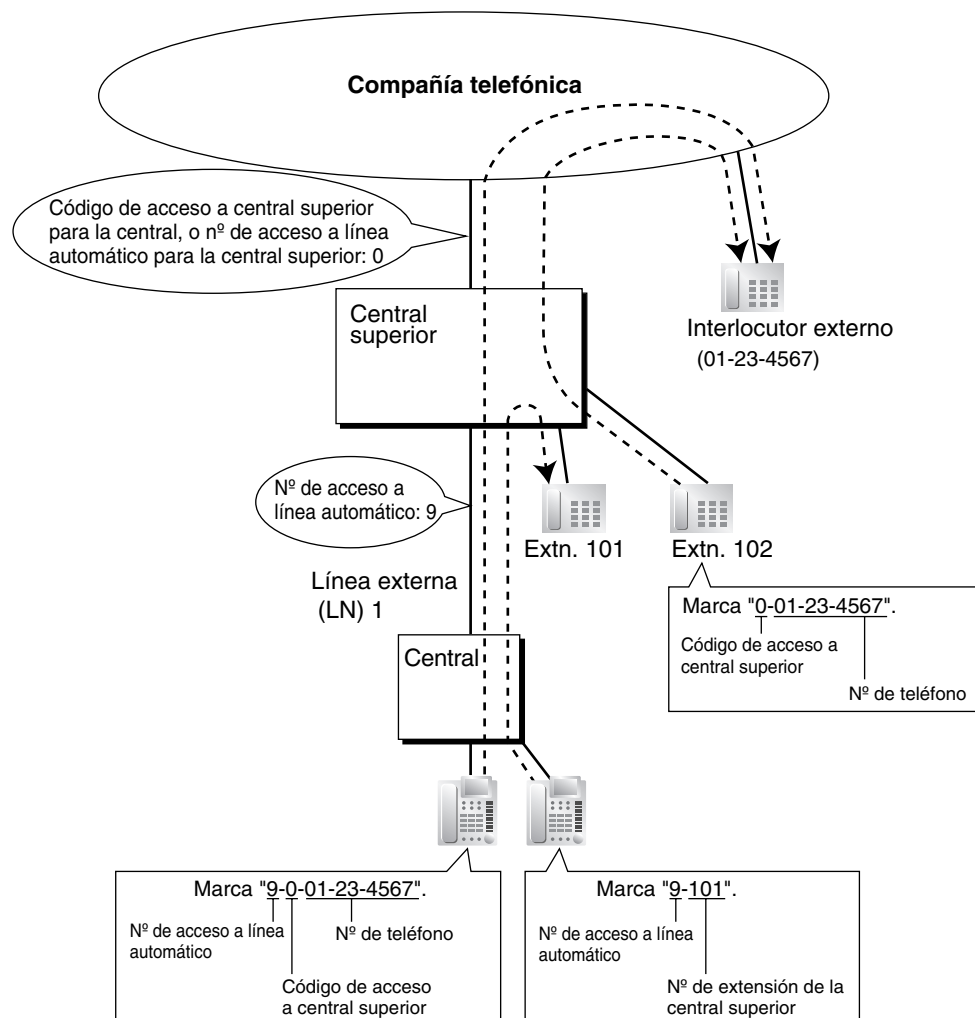 Compañía telefónica
Código de acceso a central superior
para la central, o nº de acceso a línea
automático para la central superior: 0
Central
superior
Interlocutor externo
(01-23-4567)
Nº de acceso a
línea automático: 9
Extn. 101
Extn. 102
Línea externa
(LN) 1
Marca "0-01-23-4567".
Código de acceso a
central superior
Nº de teléfono
Central
Marca "9-0-01-23-4567".
Nº de acceso a línea
automático
Nº de teléfono
Código de acceso
a central superior
Marca "9-101".
Nº de acceso a línea
automático
Nº de extensión de la
central superior